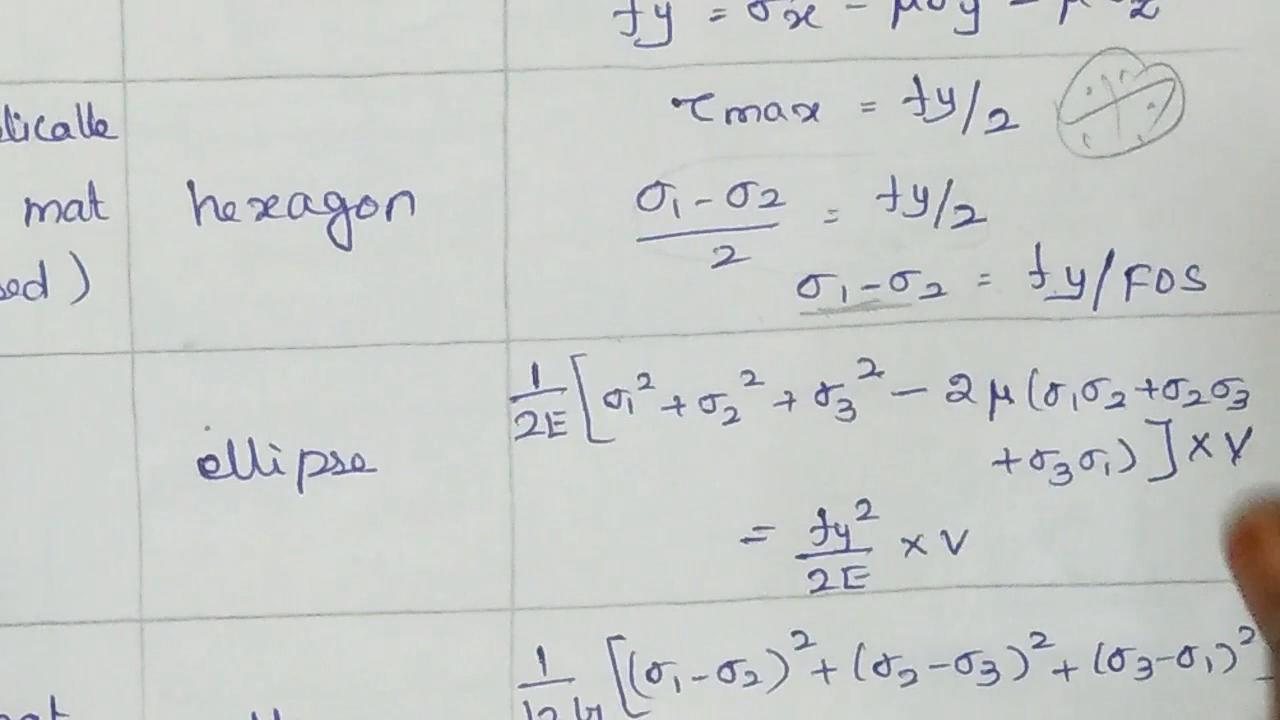 fy = σx - μσy - μσz
τmax = fy/2
mat
hexagon
(σ1 - σ2)/2 = fy/2
σ1 - σ2 = fy/FOS
1/2E [σ1² + σ2² + σ3² - 2μ(σ1σ2 + σ2σ3
+ σ3σ1)] × V
ellipse
= fy²/2E × V
1/12G [(σ1 - σ2)² + (σ2 - σ3)² + (σ3 - σ1)²